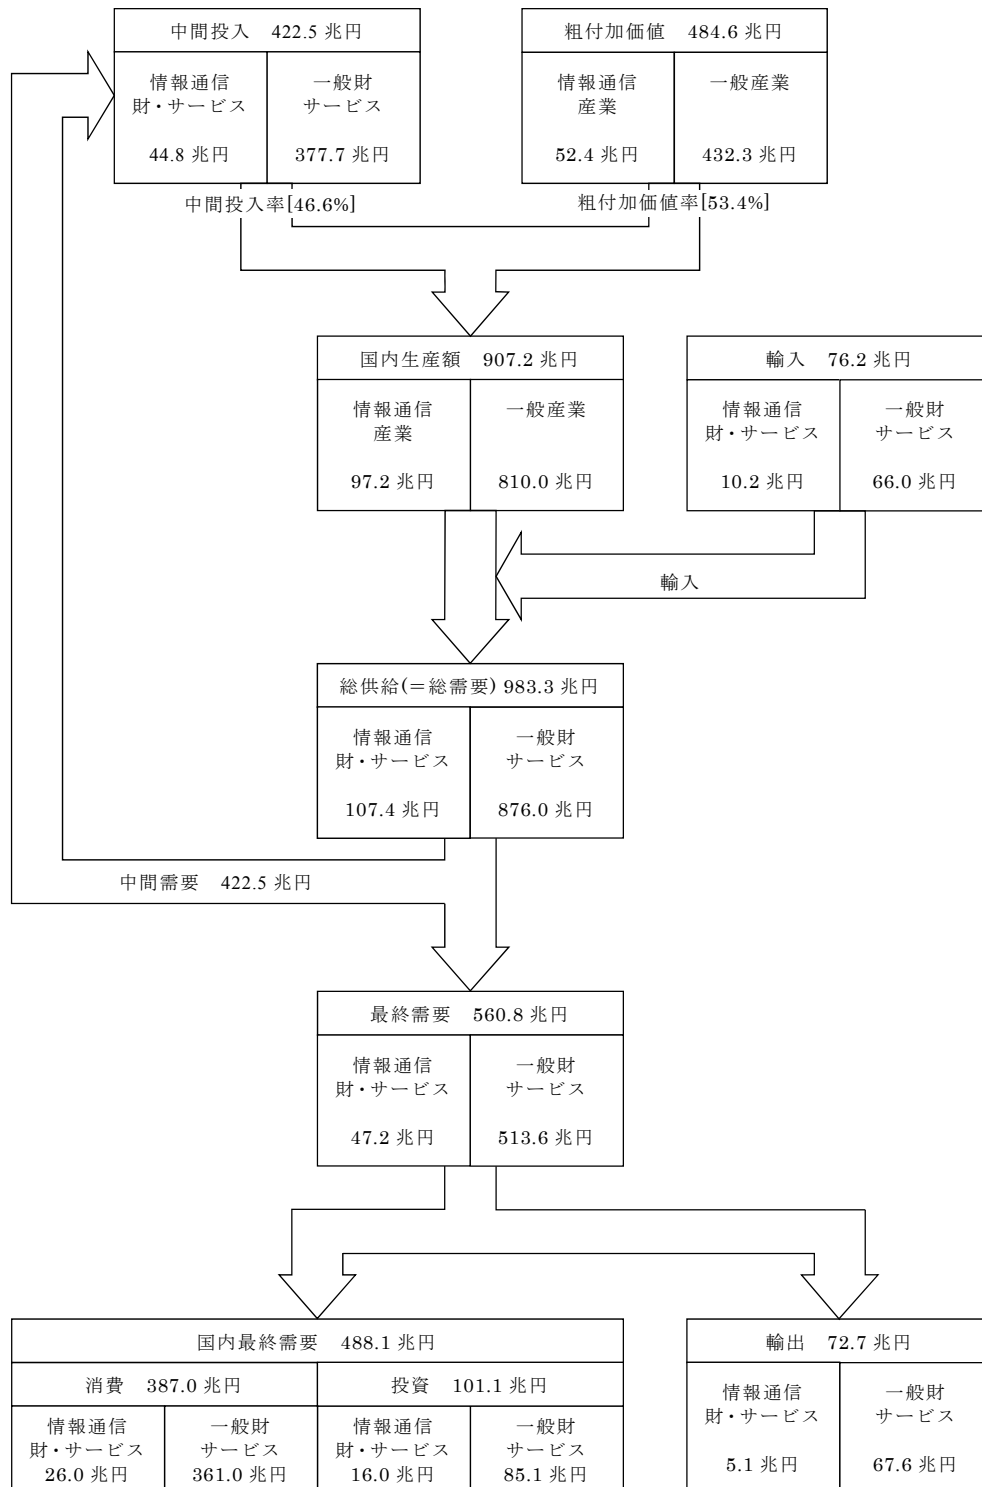 中間投入　422.5 兆円
情報通信
財・サービス
44.8 兆円
一般財
サービス
377.7 兆円
粗付加価値　484.6 兆円
情報通信
産業
52.4 兆円
一般産業
432.3 兆円
中間投入率[46.6%]
粗付加価値率[53.4%]
国内生産額　907.2 兆円
情報通信
産業
97.2 兆円
一般産業
810.0 兆円
輸入　76.2 兆円
情報通信
財・サービス
10.2 兆円
一般財
サービス
66.0 兆円
輸入
総供給(＝総需要) 983.3 兆円
情報通信
財・サービス
107.4 兆円
一般財
サービス
876.0 兆円
中間需要　422.5 兆円
最終需要　560.8 兆円
情報通信
財・サービス
47.2 兆円
一般財
サービス
513.6 兆円
国内最終需要　488.1 兆円
消費　387.0 兆円
投資　101.1 兆円
情報通信
財・サービス
26.0 兆円
一般財
サービス
361.0 兆円
情報通信
財・サービス
16.0 兆円
一般財
サービス
85.1 兆円
輸出　72.7 兆円
情報通信
財・サービス
5.1 兆円
一般財
サービス
67.6 兆円